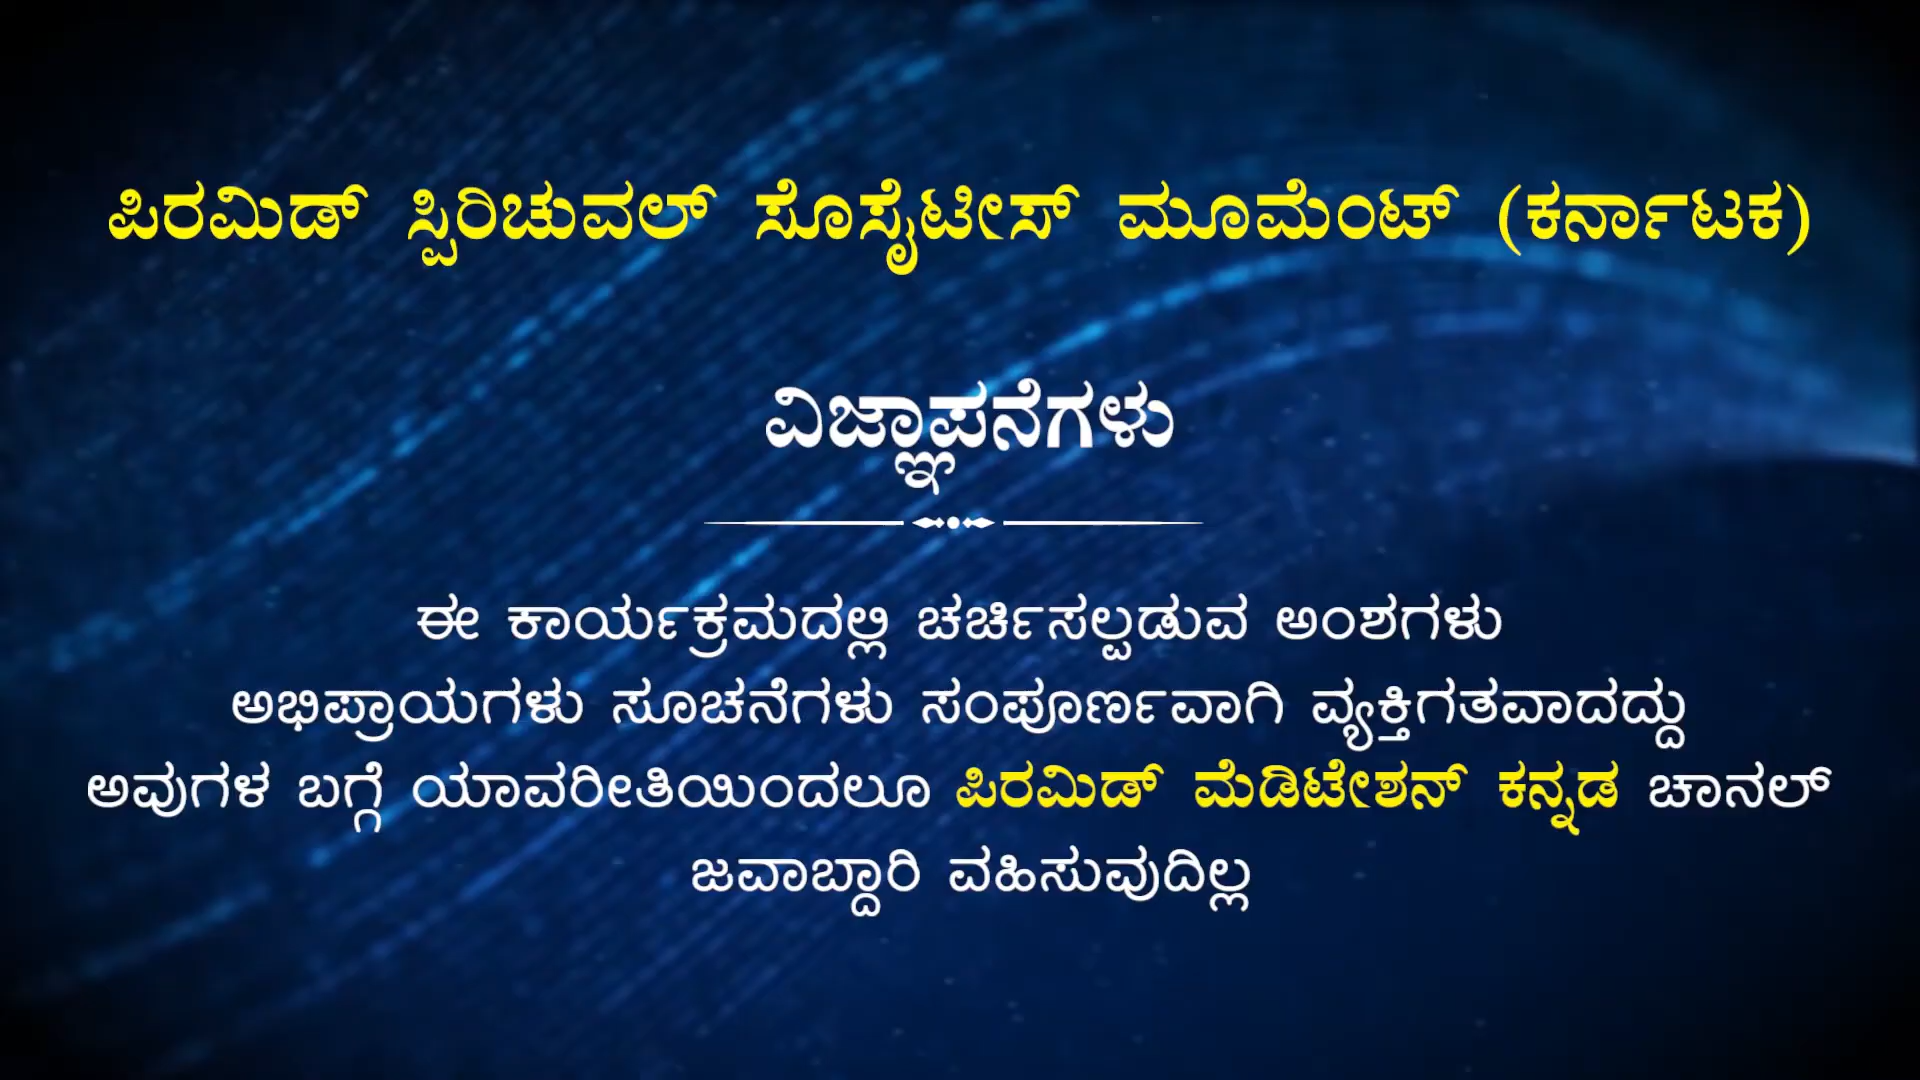 ಪಿರಮಿಡ್ ಸ್ಪಿರಿಚುವಲ್ ಸೊಸೈಟೀಸ್ ಮೂಮೆಂಟ್ (ಕರ್ನಾಟಕ)
ವಿಜ್ಞಾಪನೆಗಳು
ಈ ಕಾರ್ಯಕ್ರಮದಲ್ಲಿ ಚರ್ಚಿಸಲ್ಪಡುವ ಅಂಶಗಳು
ಅಭಿಪ್ರಾಯಗಳು ಸೂಚನೆಗಳು ಸಂಪೂರ್ಣವಾಗಿ ವ್ಯಕ್ತಿಗತವಾದದ್ದು
ಅವುಗಳ ಬಗ್ಗೆ ಯಾವರೀತಿಯಿಂದಲೂ ಪಿರಮಿಡ್ ಮೆಡಿಟೇಶನ್ ಕನ್ನಡ ಚಾನಲ್
ಜವಾಬ್ದಾರಿ ವಹಿಸುವುದಿಲ್ಲ